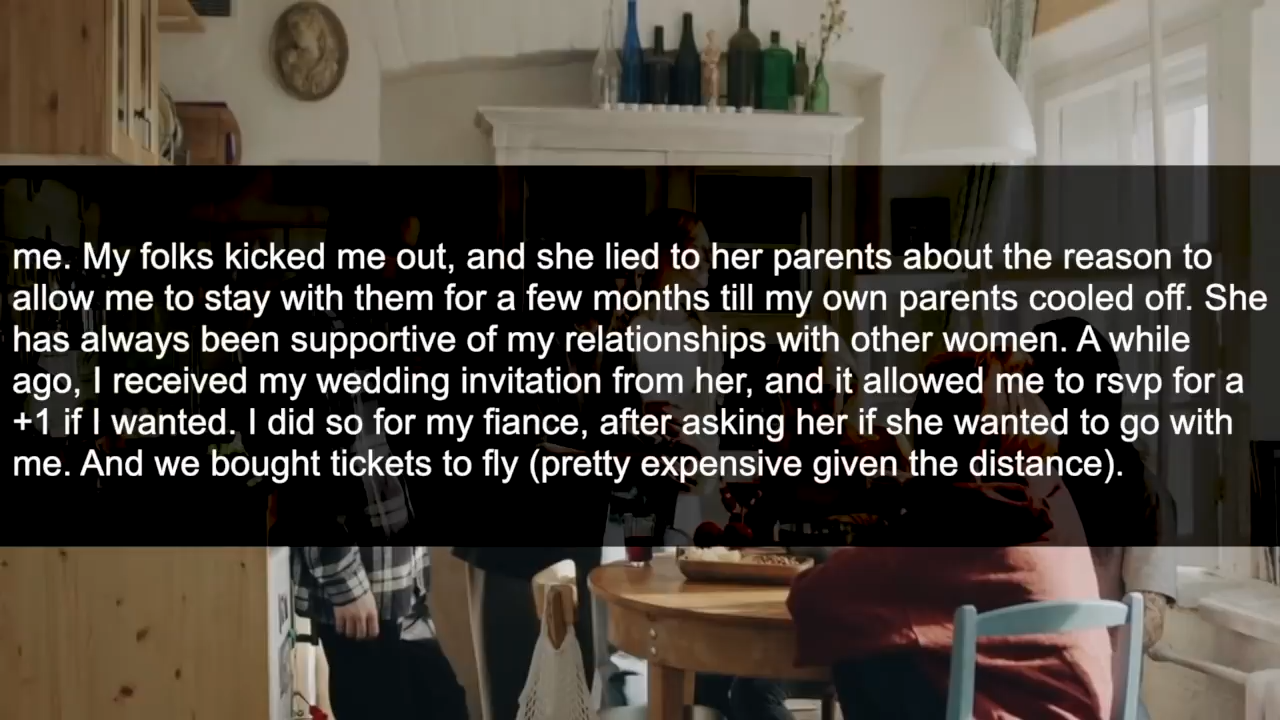 me. My folks kicked me out, and she lied to her parents about the reason to
allow me to stay with them for a few months till my own parents cooled off. She
has always been supportive of my relationships with other women. A while
ago, I received my wedding invitation from her, and it allowed me to rsvp for a
+1 if I wanted. I did so for my fiance, after asking her if she wanted to go with
me. And we bought tickets to fly (pretty expensive given the distance).